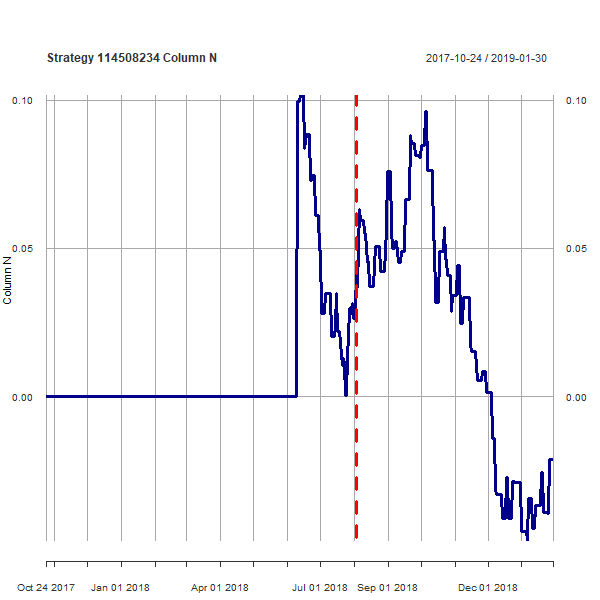 Strategy 114508234 Column N
2017-10-24 / 2019-01-30
0.10
0.10
0.05
0.05
Column N
0.00
0.00
Oct 24 2017
Jan 01 2018
Apr 01 2018
Jul 01 2018
Sep 01 2018
Dec 01 2018